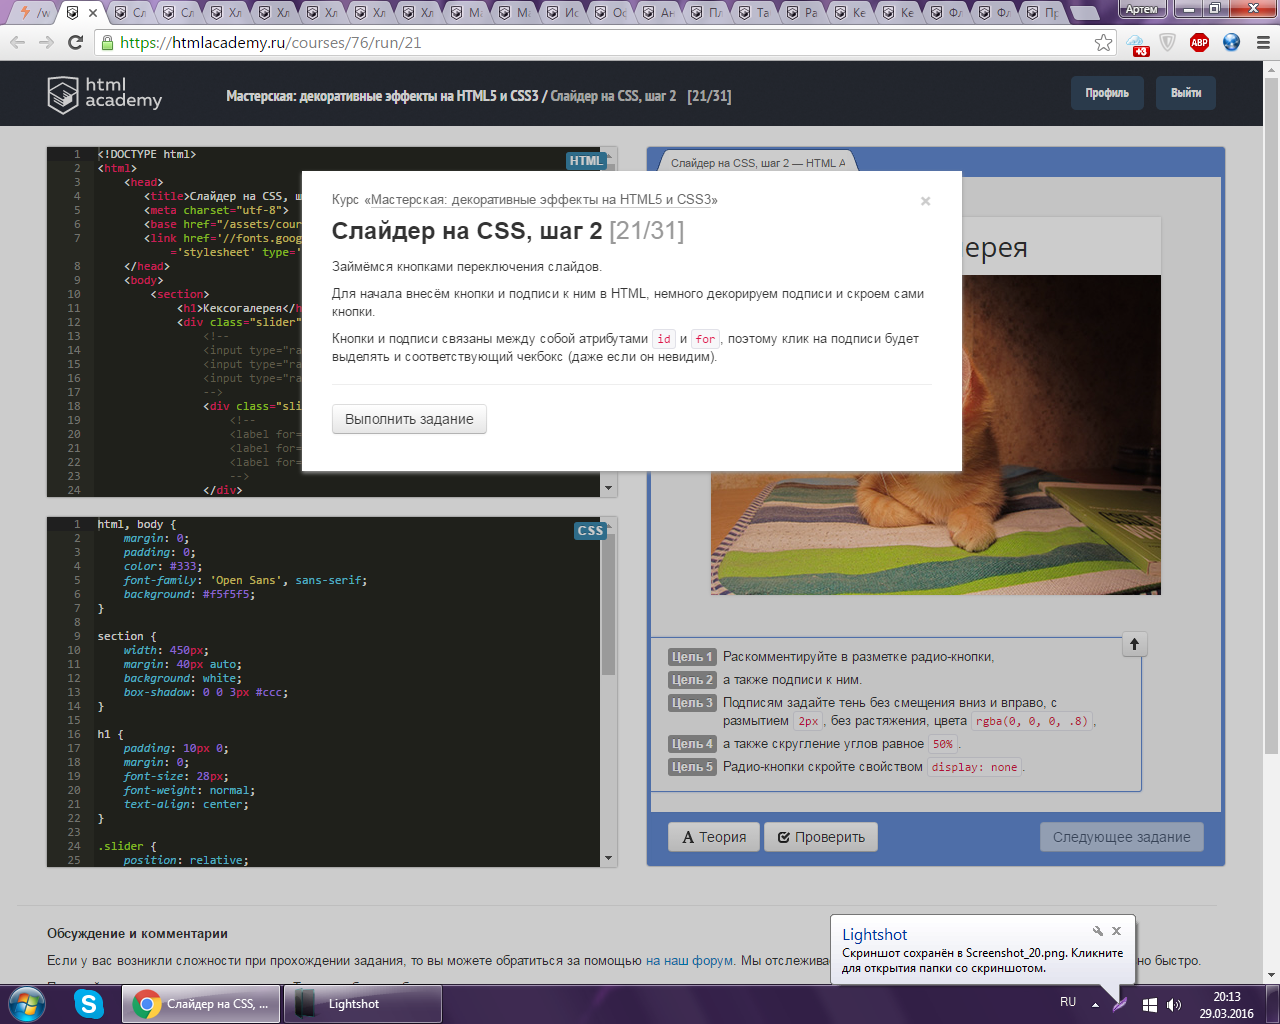 /w
Сл
Сл
Хл
Хл
Хл
Хл
Хл
Ма
Ма
Ис
Ос
Ан
Пл
Та
Ра
Ке
Ке
Фл
Фл
Пр
Артем
https://htmlacademy.ru/courses/76/run/21
+3
ABP
html
academy
Мастерская: декоративные эффекты на HTML5 и CSS3 / Слайдер на CSS, шаг 2 [21/31]
Профиль
Выйти
HTML
1 <!DOCTYPE html>
2 <html>
3 <head>
4 <title>Слайдер на CSS, ш
5 <meta charset="utf-8">
6 <base href="/assets/cour
7 <link href='//fonts.goog
='stylesheet' type='
8 </head>
9 <body>
10 <section>
11 <h1>Кексогалерея</h
12 <div class="slider"
13 <!--
14 <input type="ra
15 <input type="ra
16 <input type="ra
17 -->
18 <div class="sli
19 <!--
20 <label for=
21 <label for=
22 <label for=
23 -->
24 </div>
Курс «Мастерская: декоративные эффекты на HTML5 и CSS3»
×
Слайдер на CSS, шаг 2 [21/31]
Займёмся кнопками переключения слайдов.
Для начала внесём кнопки и подписи к ним в HTML, немного декорируем подписи и скроем сами
кнопки.
Кнопки и подписи связаны между собой атрибутами id и for, поэтому клик на подписи будет
выделять и соответствующий чекбокс (даже если он невидим).
Выполнить задание
Слайдер на CSS, шаг 2 — HTML A
ерея
CSS
1 html, body {
2 margin: 0;
3 padding: 0;
4 color: #333;
5 font-family: 'Open Sans', sans-serif;
6 background: #f5f5f5;
7 }
8
9 section {
10 width: 450px;
11 margin: 40px auto;
12 background: white;
13 box-shadow: 0 0 3px #ccc;
14 }
15
16 h1 {
17 padding: 10px 0;
18 margin: 0;
19 font-size: 28px;
20 font-weight: normal;
21 text-align: center;
22 }
23
24 .slider {
25 position: relative;
Цель 1 Раскомментируйте в разметке радио-кнопки,
Цель 2 а также подписи к ним.
Цель 3 Подписям задайте тень без смещения вниз и вправо, с
размытием 2px, без растяжения, цвета rgba(0, 0, 0, .8),
Цель 4 а также скругление углов равное 50%.
Цель 5 Радио-кнопки скройте свойством display: none.
Теория
Проверить
Следующее задание
Обсуждение и комментарии
Если у вас возникли сложности при прохождении задания, то вы можете обратиться за помощью на наш форум. Мы отслежива
но быстро.
Lightshot
Скриншот сохранён в Screenshot_20.png. Кликните
для открытия папки со скриншотом.
Слайдер на CSS, ...
Lightshot
RU
20:13
29.03.2016